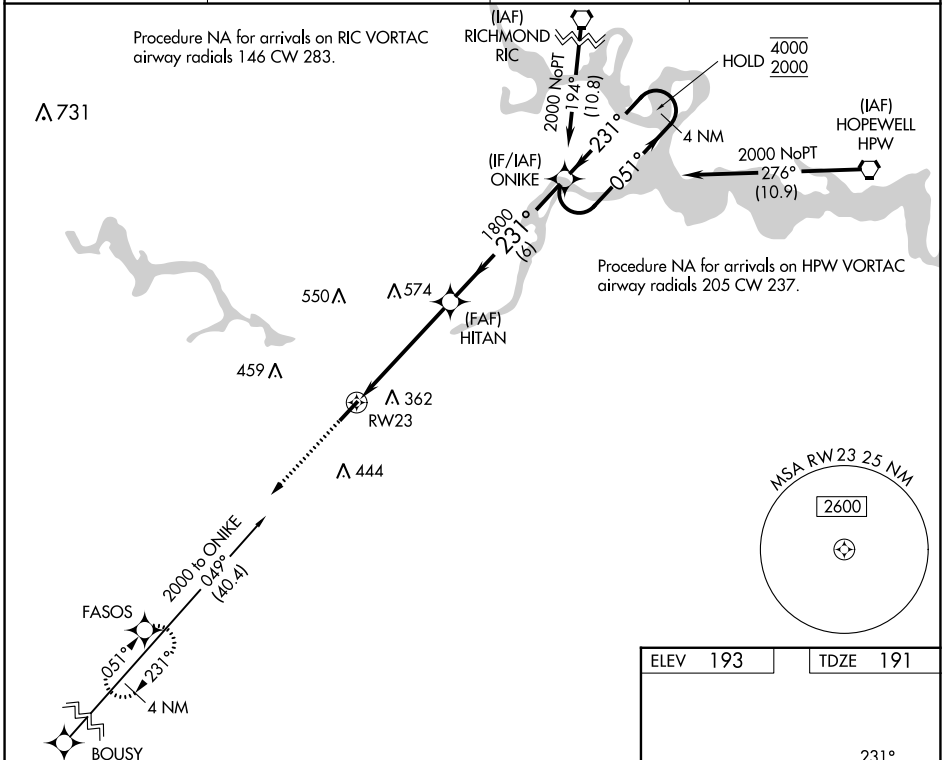 Procedure NA for arrivals on RIC VORTAC
airway radials 146 CW 283.
(IAF)
RICHMOND
RIC
2000 NoPT
194°
(10.8)
HOLD 4000
2000
731
(IAF)
HOPEWELL
HPW
4 NM
231°
051°
2000 NoPT
276°
(10.9)
(IF/IAF)
ONIKE
1800
231°
(6)
Procedure NA for arrivals on HPW VORTAC
airway radials 205 CW 237.
550
574
(FAF)
HITAN
459
362
RW23
444
MSA RW23 25 NM
2600
2000 to ONIKE
049°
(40.4)
FASOS
051°
231°
4 NM
BOUSY
ELEV 193
TDZE 191
231°